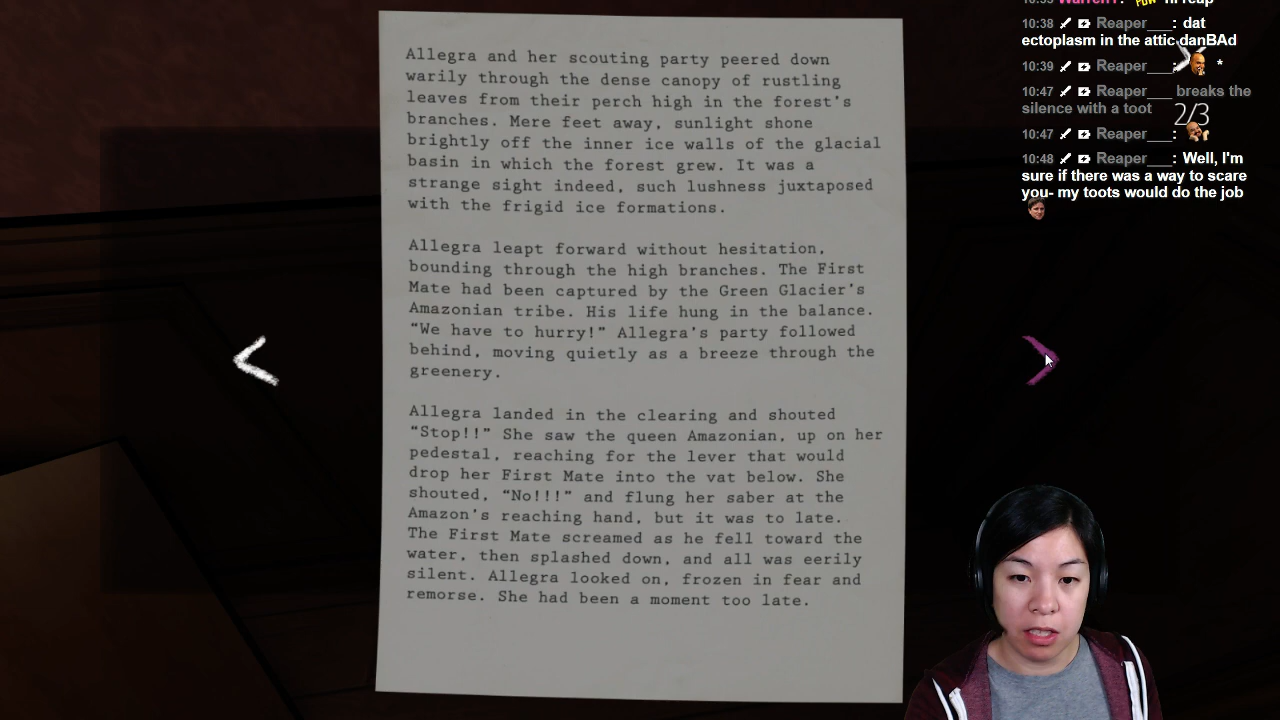 Allegra and her scouting party peered down
warily through the dense canopy of rustling
leaves from their perch high in the forest's
branches. Mere feet away, sunlight shone
brightly off the inner ice walls of the glacial
basin in which the forest grew. It was a
strange sight indeed, such lushness juxtaposed
with the frigid ice formations.
Allegra leapt forward without hesitation,
bounding through the high branches. The First
Mate had been captured by the Green Glacier's
Amazonian tribe. His life hung in the balance.
“We have to hurry!” Allegra's party followed
behind, moving quietly as a breeze through the
greenery.
Allegra landed in the clearing and shouted
“Stop!!” She saw the queen Amazonian, up on her
pedestal, reaching for the lever that would
drop her First Mate into the vat below. She
shouted, “No!!!” and flung her saber at the
Amazon's reaching hand, but it was to late.
The First Mate screamed as he fell toward the
water, then splashed down, and all was eerily
silent. Allegra looked on, frozen in fear and
remorse. She had been a moment too late.
10:38 Reaper___: dat
ectoplasm in the attic danBAd
10:39 Reaper___: *
10:47 Reaper___ breaks the
silence with a toot
2/3
10:47 Reaper___:
10:48 Reaper___: Well, I'm
sure if there was a way to scare
you- my toots would do the job